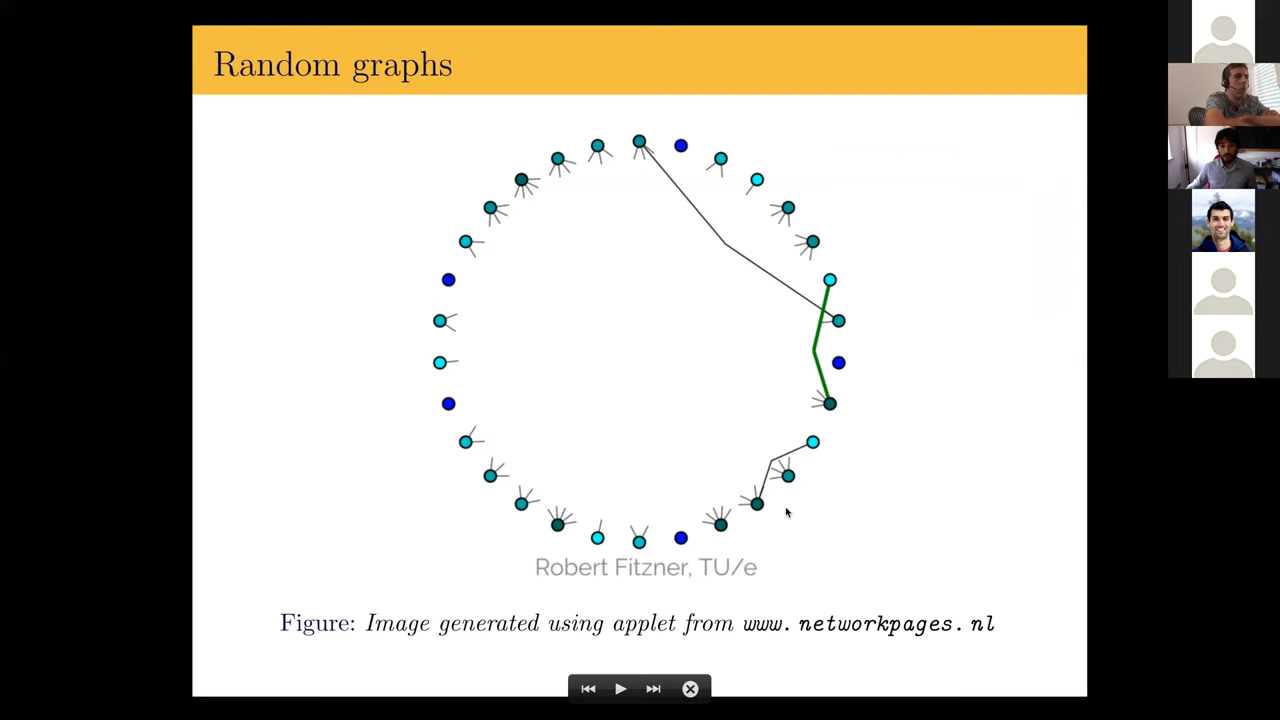 Random graphs
Robert Fitzner, TU/e
Figure: Image generated using applet from www.networkpages.nl